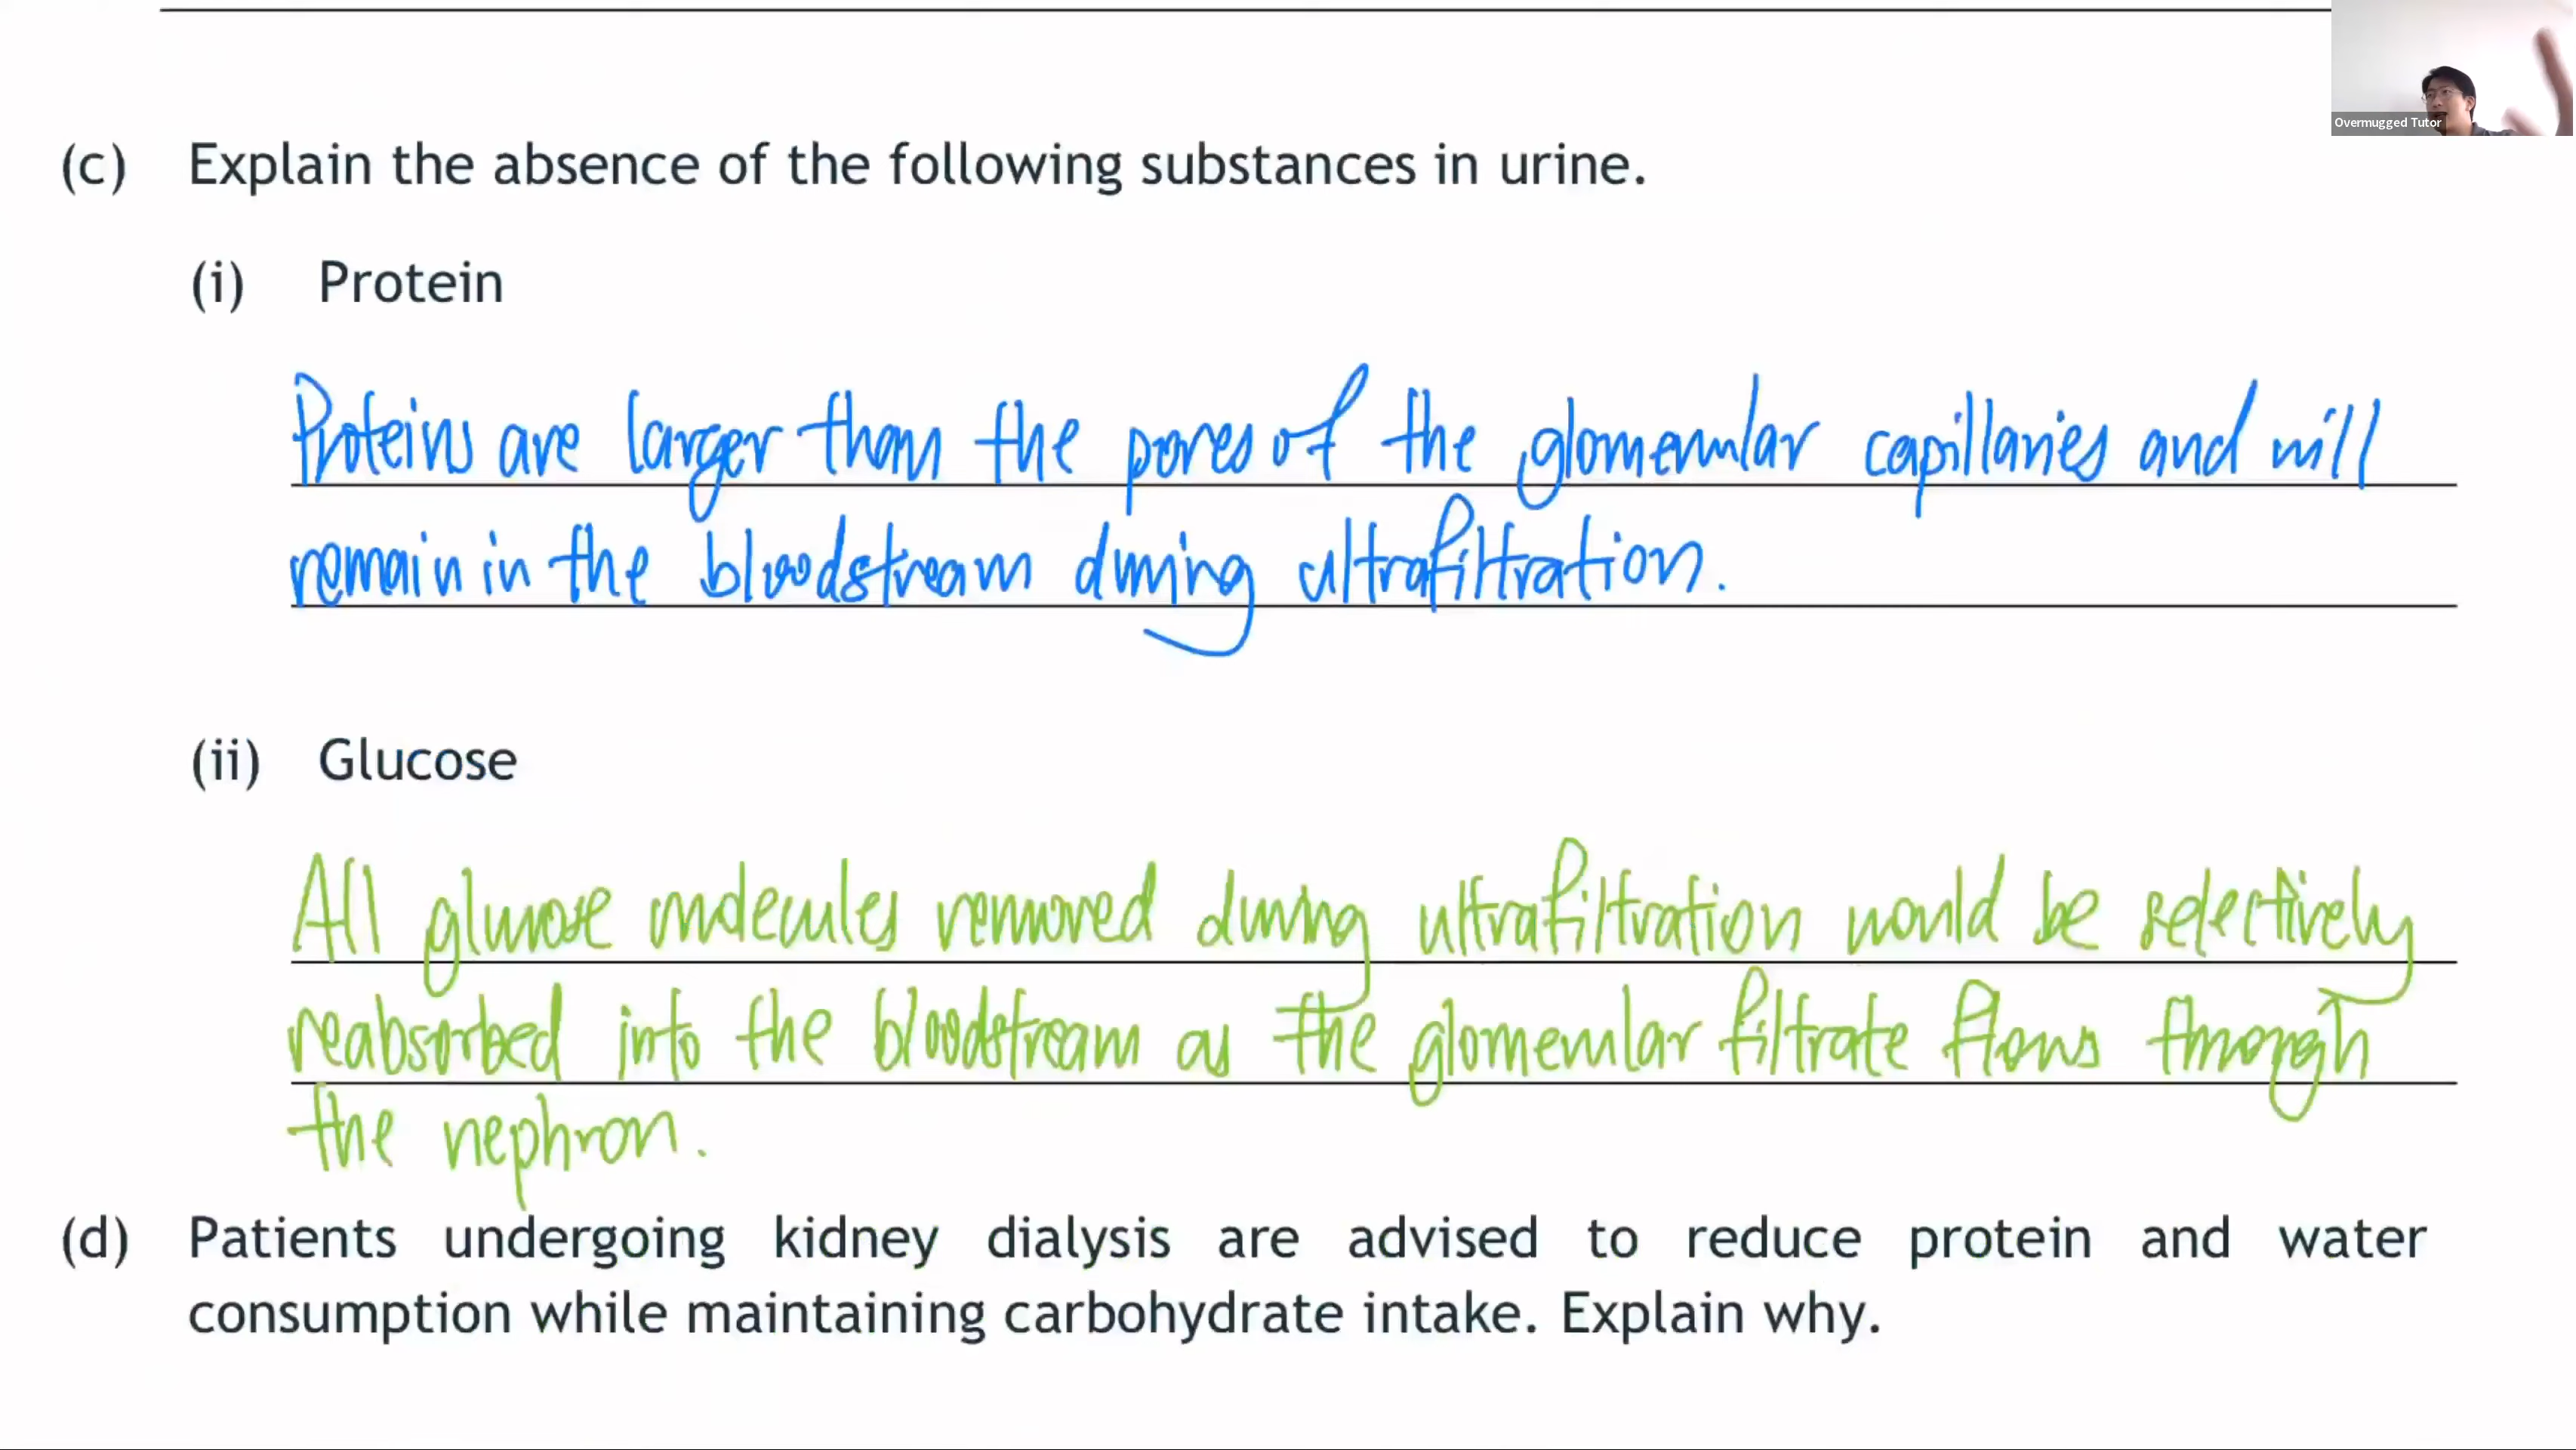 Overmugged Tutor
(c) Explain the absence of the following substances in urine.
(i) Protein
Proteins are larger than the pores of the glomerular capillaries and will
remain in the bloodstream during ultrafiltration.
(ii) Glucose
All glucose molecules removed during ultrafiltration would be selectively
reabsorbed into the bloodstream as the glomerular filtrate flows through
the nephron.
(d) Patients undergoing kidney dialysis are advised to reduce protein and water
consumption while maintaining carbohydrate intake. Explain why.